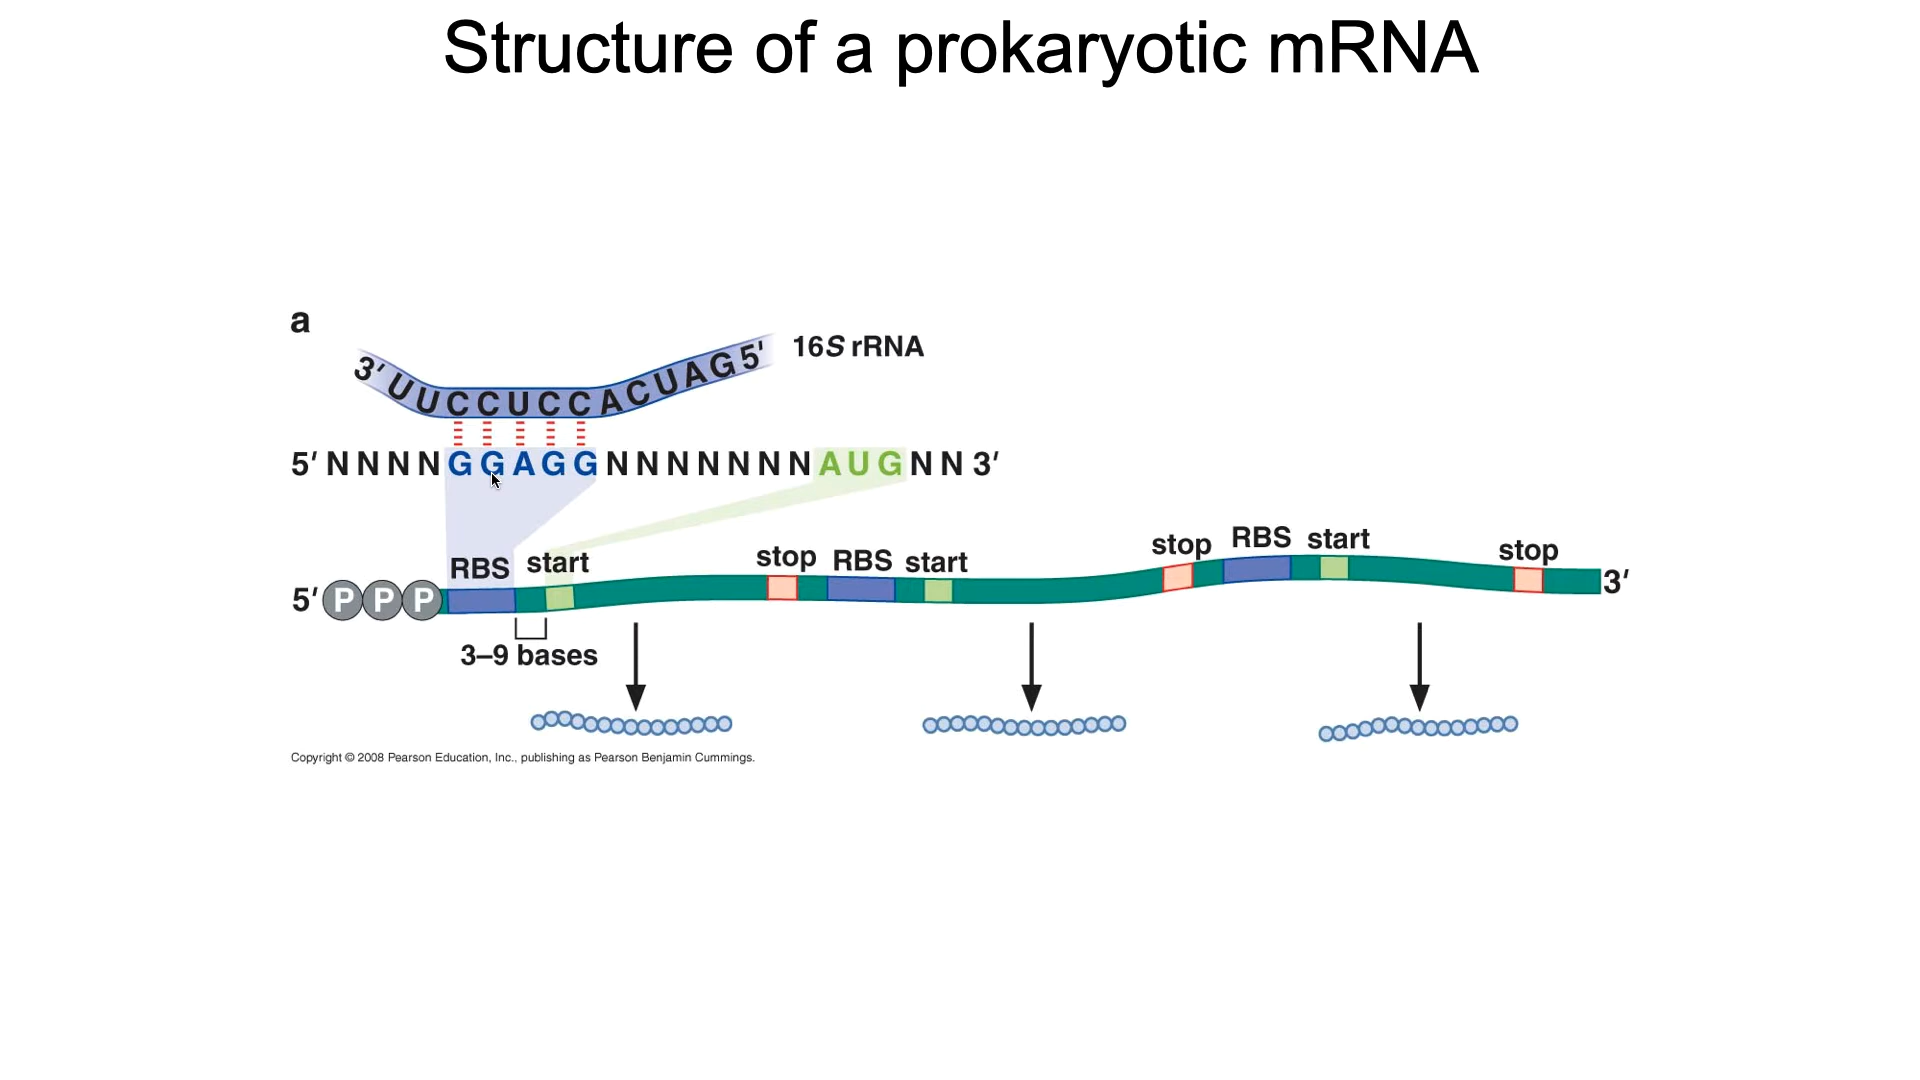 Structure of a prokaryotic mRNA
a
3′ U U C C U C C A C U A G 5′ 16S rRNA
5′ N N N N G G A G G N N N N N N N A U G N N 3′
RBS start stop RBS start stop RBS start stop
5′ P P P 3′
3–9 bases
Copyright © 2008 Pearson Education, Inc., publishing as Pearson Benjamin Cummings.